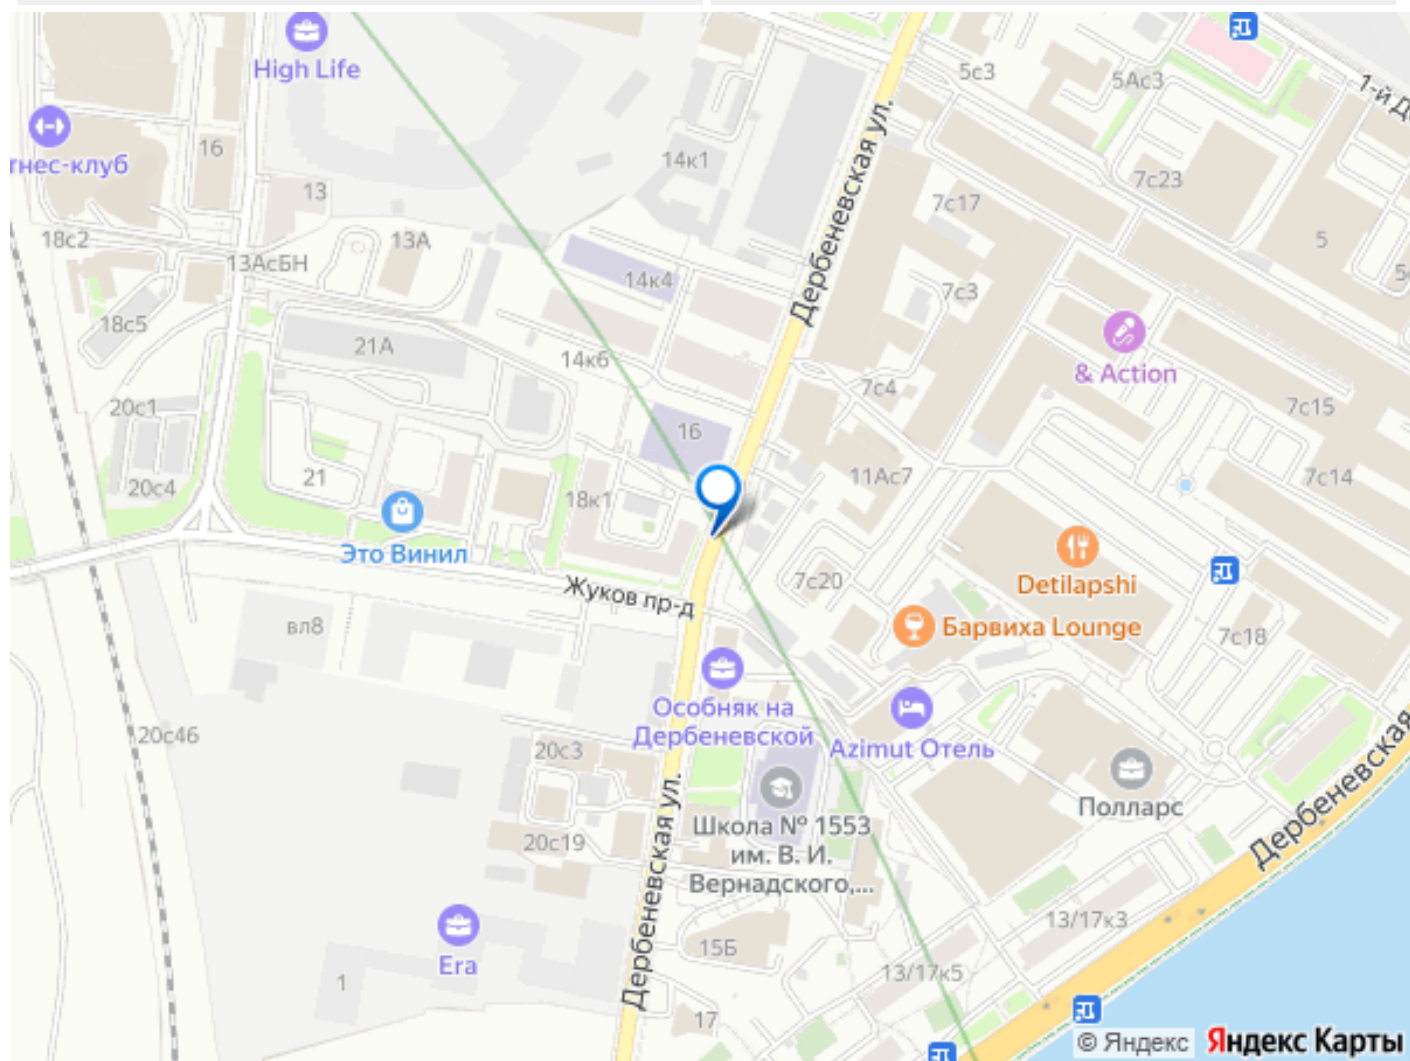 High Life
тнес-клуб
16
13
18с2
13А
13АсБН
18с5
21А
14к1
14к4
14к6
5с3
5Ас3
1-й Д
7с23
7с17
5
7с3
Дербеневская ул.
& Action
7с4
7с15
20с1
20с4
21
16
18к1
11Ас7
7с14
Это Винил
Жуков пр-д
7с20
Detilapshi
Барвиха Lounge
7с18
вл8
Особняк на
Дербеневской
Azimut Отель
20с46
20с3
Полларс
Дербеневская
Школа № 1553
им. В. И.
Вернадского,...
20с19
Дербеневская ул.
13/17к3
15Б
13/17к5
Era
1
17
© Яндекс Яндекс Карты